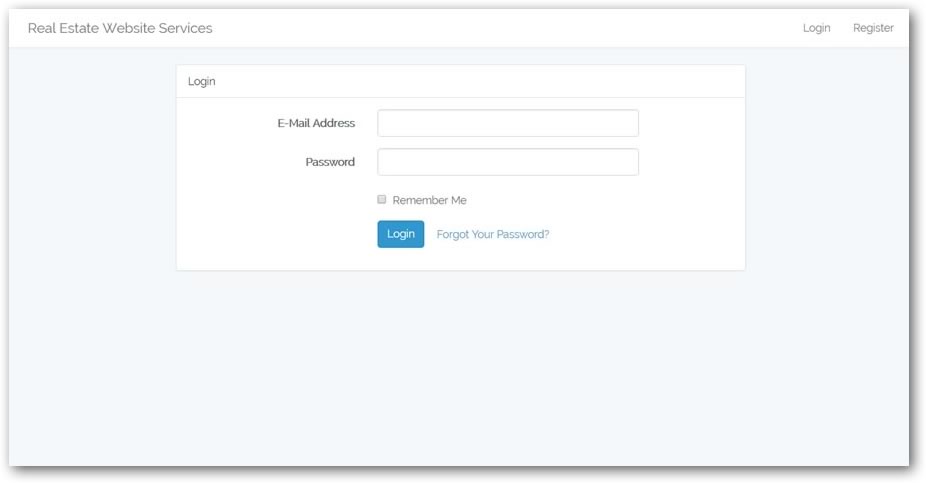 Real Estate Website Services Login Register
Login
E-Mail Address
Password
Remember Me
Login Forgot Your Password?